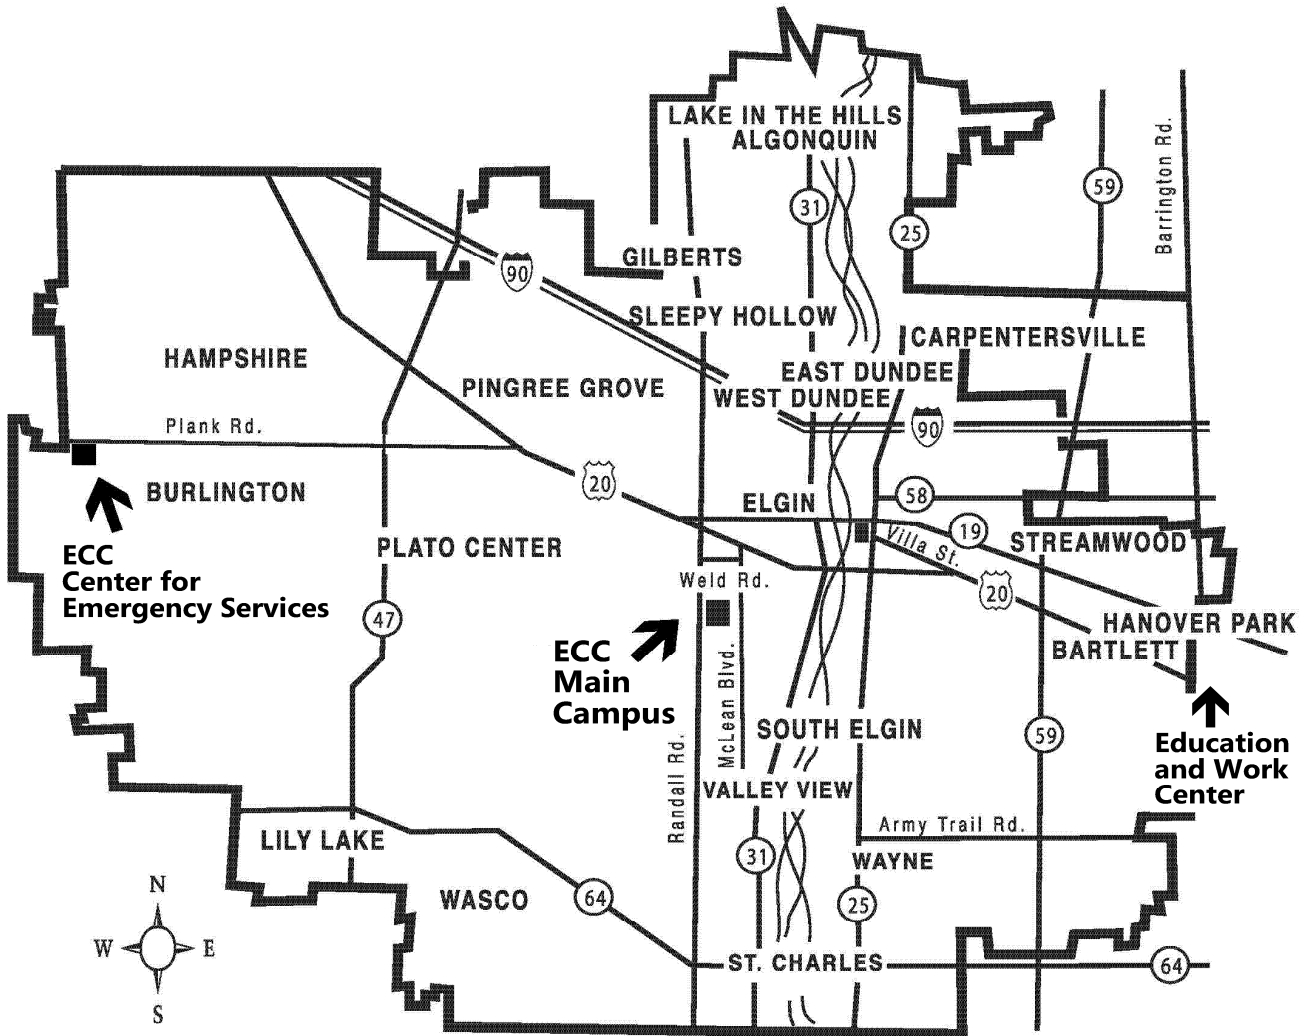 LAKE IN THE HILLS
ALGONQUIN
59
Barrington Rd.
31
25
GILBERTS
90
SLEEPY HOLLOW
CARPENTERSVILLE
HAMPSHIRE
EAST DUNDEE
PINGREE GROVE
WEST DUNDEE
Plank Rd.
90
20
BURLINGTON
58
ELGIN
19
Villa St.
STREAMWOOD
PLATO CENTER
ECC
Center for
Emergency Services
Weld Rd.
20
47
HANOVER PARK
BARTLETT
ECC
Main
Campus
McLean Blvd.
SOUTH ELGIN
59
Education
and Work
Center
Randall Rd.
VALLEY VIEW
Army Trail Rd.
LILY LAKE
31
WAYNE
N
W
E
S
WASCO
64
25
ST. CHARLES
64